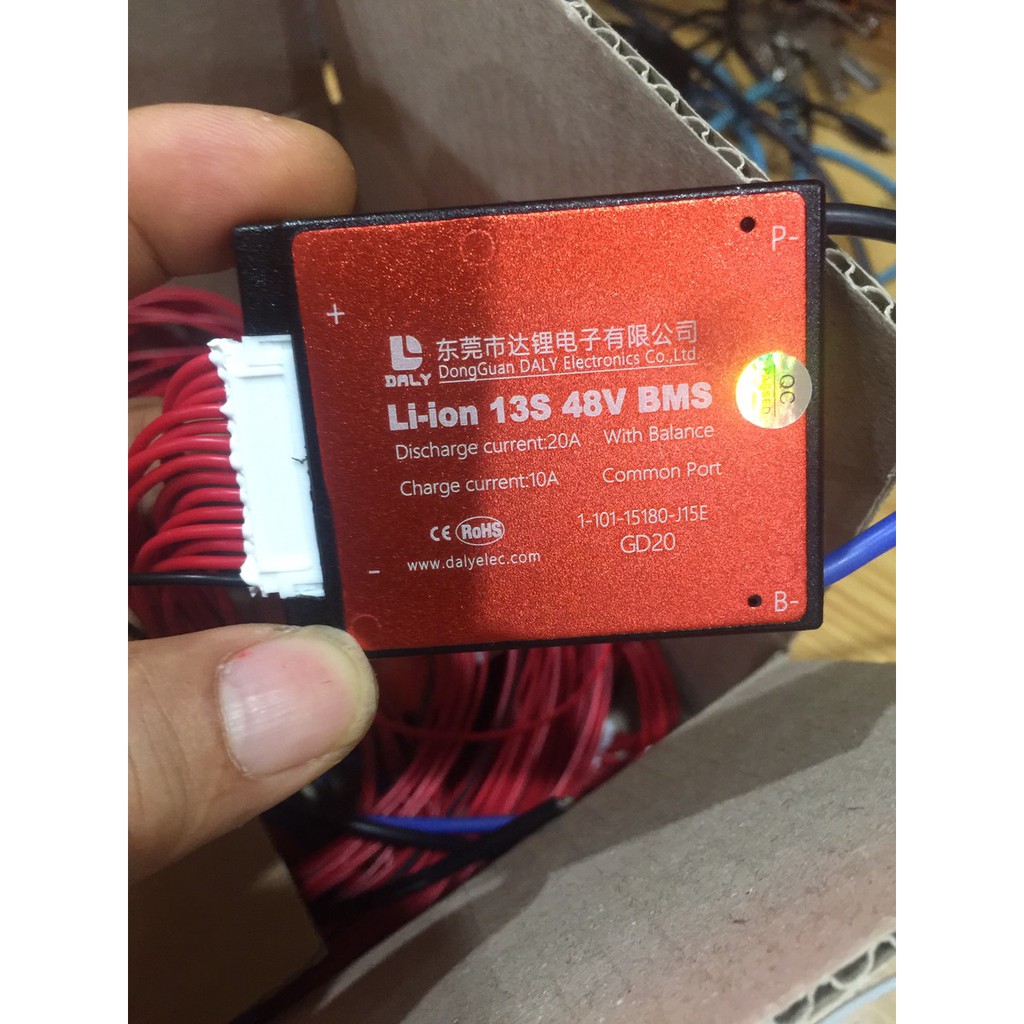 P-
+
DALY
东莞市达锂电子有限公司
DongGuan DALY Electronics Co.,Ltd.
Li-ion 13S 48V BMS
Discharge current:20A With Balance
Charge current:10A Common Port
CE RoHS
1-101-15180-J15E
GD20
www.dalyelec.com
QC
-
B-